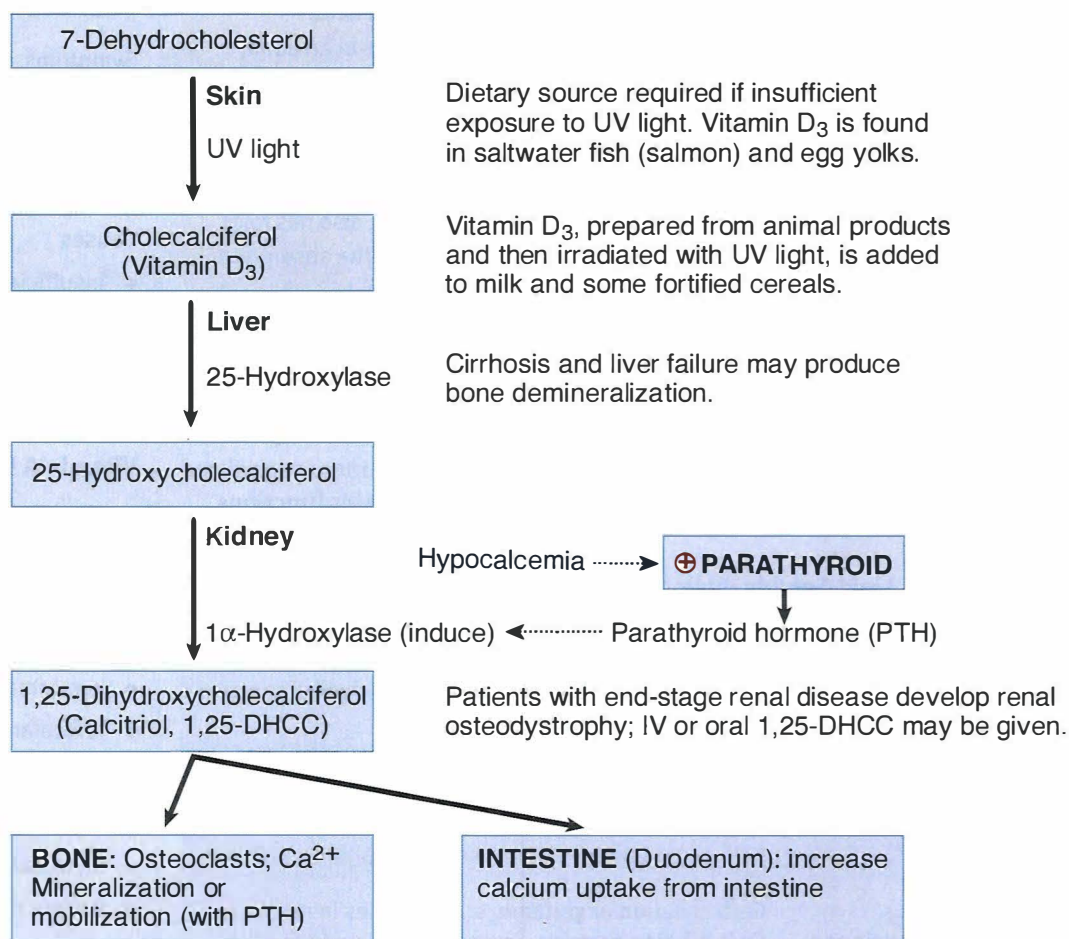 7-Dehydrocholesterol
Skin
UV light
Dietary source required if insufficient
exposure to UV light. Vitamin D3 is found
in saltwater fish (salmon) and egg yolks.
Cholecalciferol
(Vitamin D3)
Vitamin D3, prepared from animal products
and then irradiated with UV light, is added
to milk and some fortified cereals.
Liver
25-Hydroxylase
Cirrhosis and liver failure may produce
bone demineralization.
25-Hydroxycholecalciferol
Kidney
Hypocalcemia
⊕ PARATHYROID
1α-Hydroxylase (induce)
Parathyroid hormone (PTH)
1,25-Dihydroxycholecalciferol
(Calcitriol, 1,25-DHCC)
Patients with end-stage renal disease develop renal
osteodystrophy; IV or oral 1,25-DHCC may be given.
BONE: Osteoclasts; Ca2+
Mineralization or
mobilization (with PTH)
INTESTINE (Duodenum): increase
calcium uptake from intestine